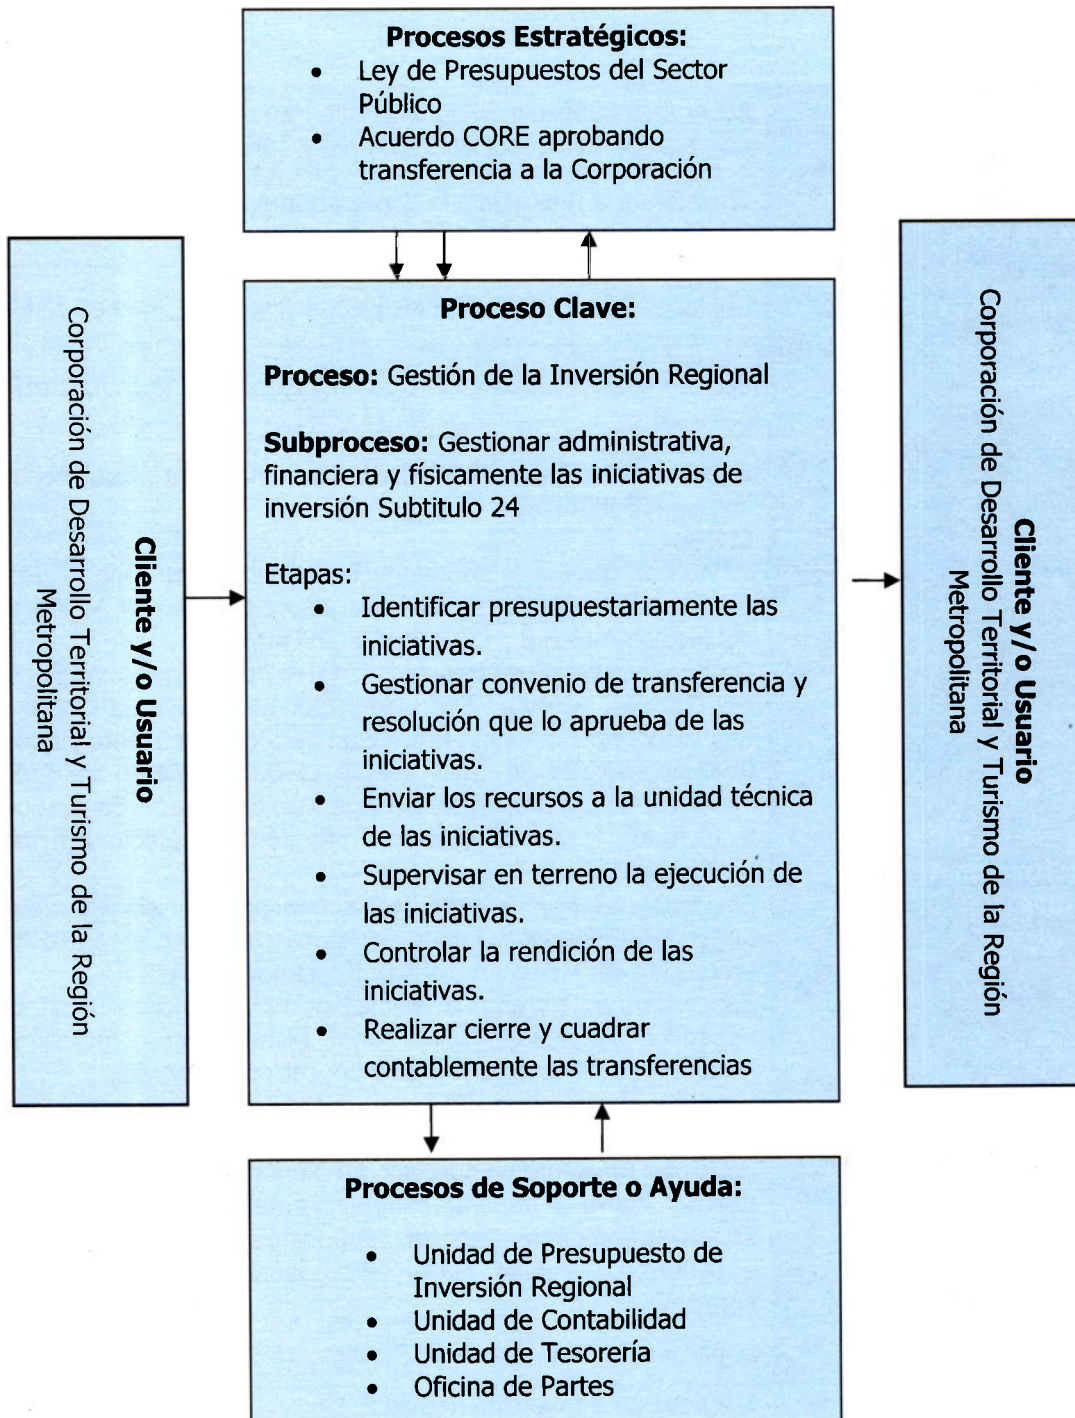 Procesos Estratégicos:
• Ley de Presupuestos del Sector
Público
• Acuerdo CORE aprobando
transferencia a la Corporación
Cliente y/o Usuario
Corporación de Desarrollo Territorial y Turismo de la Región
Metropolitana
Proceso Clave:
Proceso: Gestión de la Inversión Regional
Subproceso: Gestionar administrativa,
financiera y físicamente las iniciativas de
inversión Subtitulo 24
Etapas:
• Identificar presupuestariamente las
iniciativas.
• Gestionar convenio de transferencia y
resolución que lo aprueba de las
iniciativas.
• Enviar los recursos a la unidad técnica
de las iniciativas.
• Supervisar en terreno la ejecución de
las iniciativas.
• Controlar la rendición de las
iniciativas.
• Realizar cierre y cuadrar
contablemente las transferencias
Cliente y/o Usuario
Corporación de Desarrollo Territorial y Turismo de la Región
Metropolitana
Procesos de Soporte o Ayuda:
• Unidad de Presupuesto de
Inversión Regional
• Unidad de Contabilidad
• Unidad de Tesorería
• Oficina de Partes